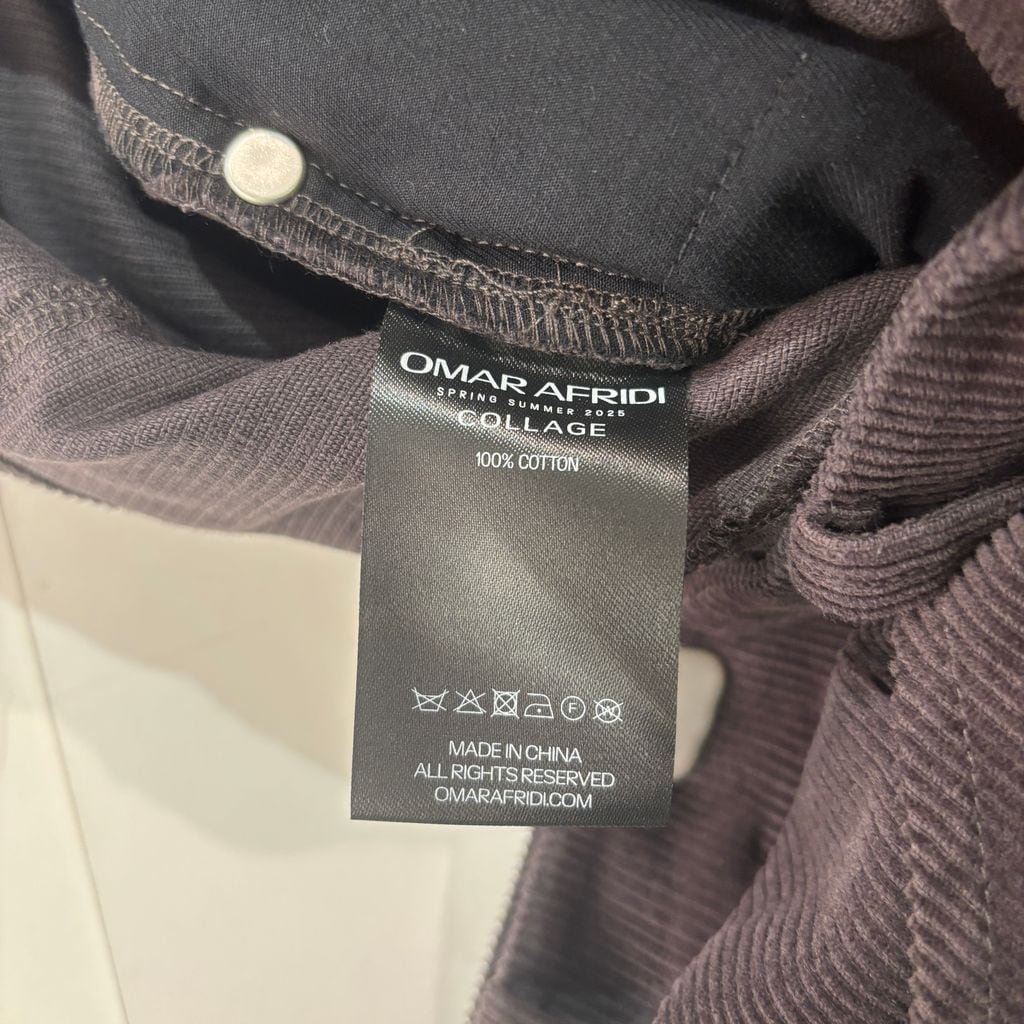 OMAR AFRIDI
SPRING SUMMER 2025
COLLAGE
100% COTTON
F W
MADE IN CHINA
ALL RIGHTS RESERVED
OMARAFRIDI.COM